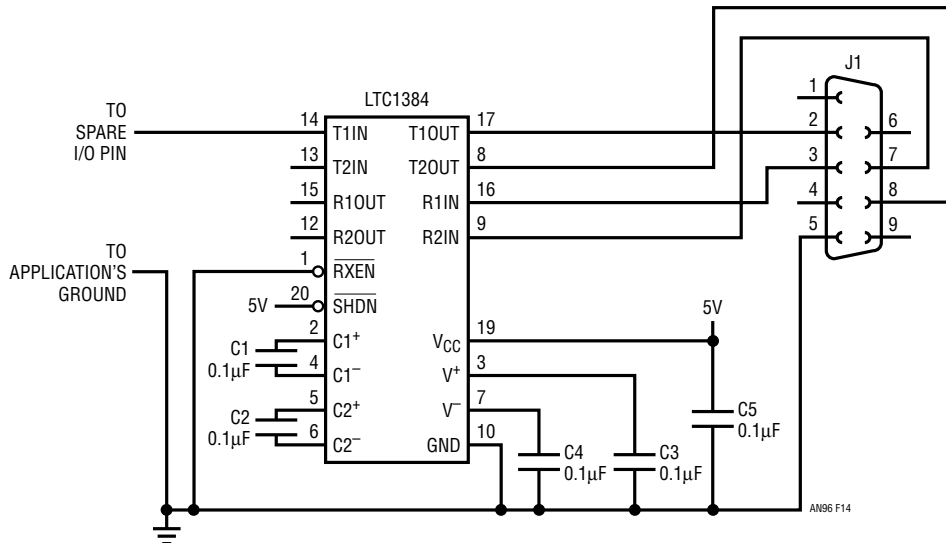 LTC1384
J1
TO
SPARE
I/O PIN
14 T1IN T1OUT 17
13 T2IN T2OUT 8
15 R1OUT R1IN 16
12 R2OUT R2IN 9
1 RXEN
5V 20 SHDN
2 C1+ VCC 19
4 C1– V+ 3
5 C2+ V– 7
6 C2– GND 10
TO
APPLICATION'S
GROUND
C1
0.1µF
C2
0.1µF
5V
C5
0.1µF
C4
0.1µF
C3
0.1µF
1
2
3
4
5
6
7
8
9
AN96 F14